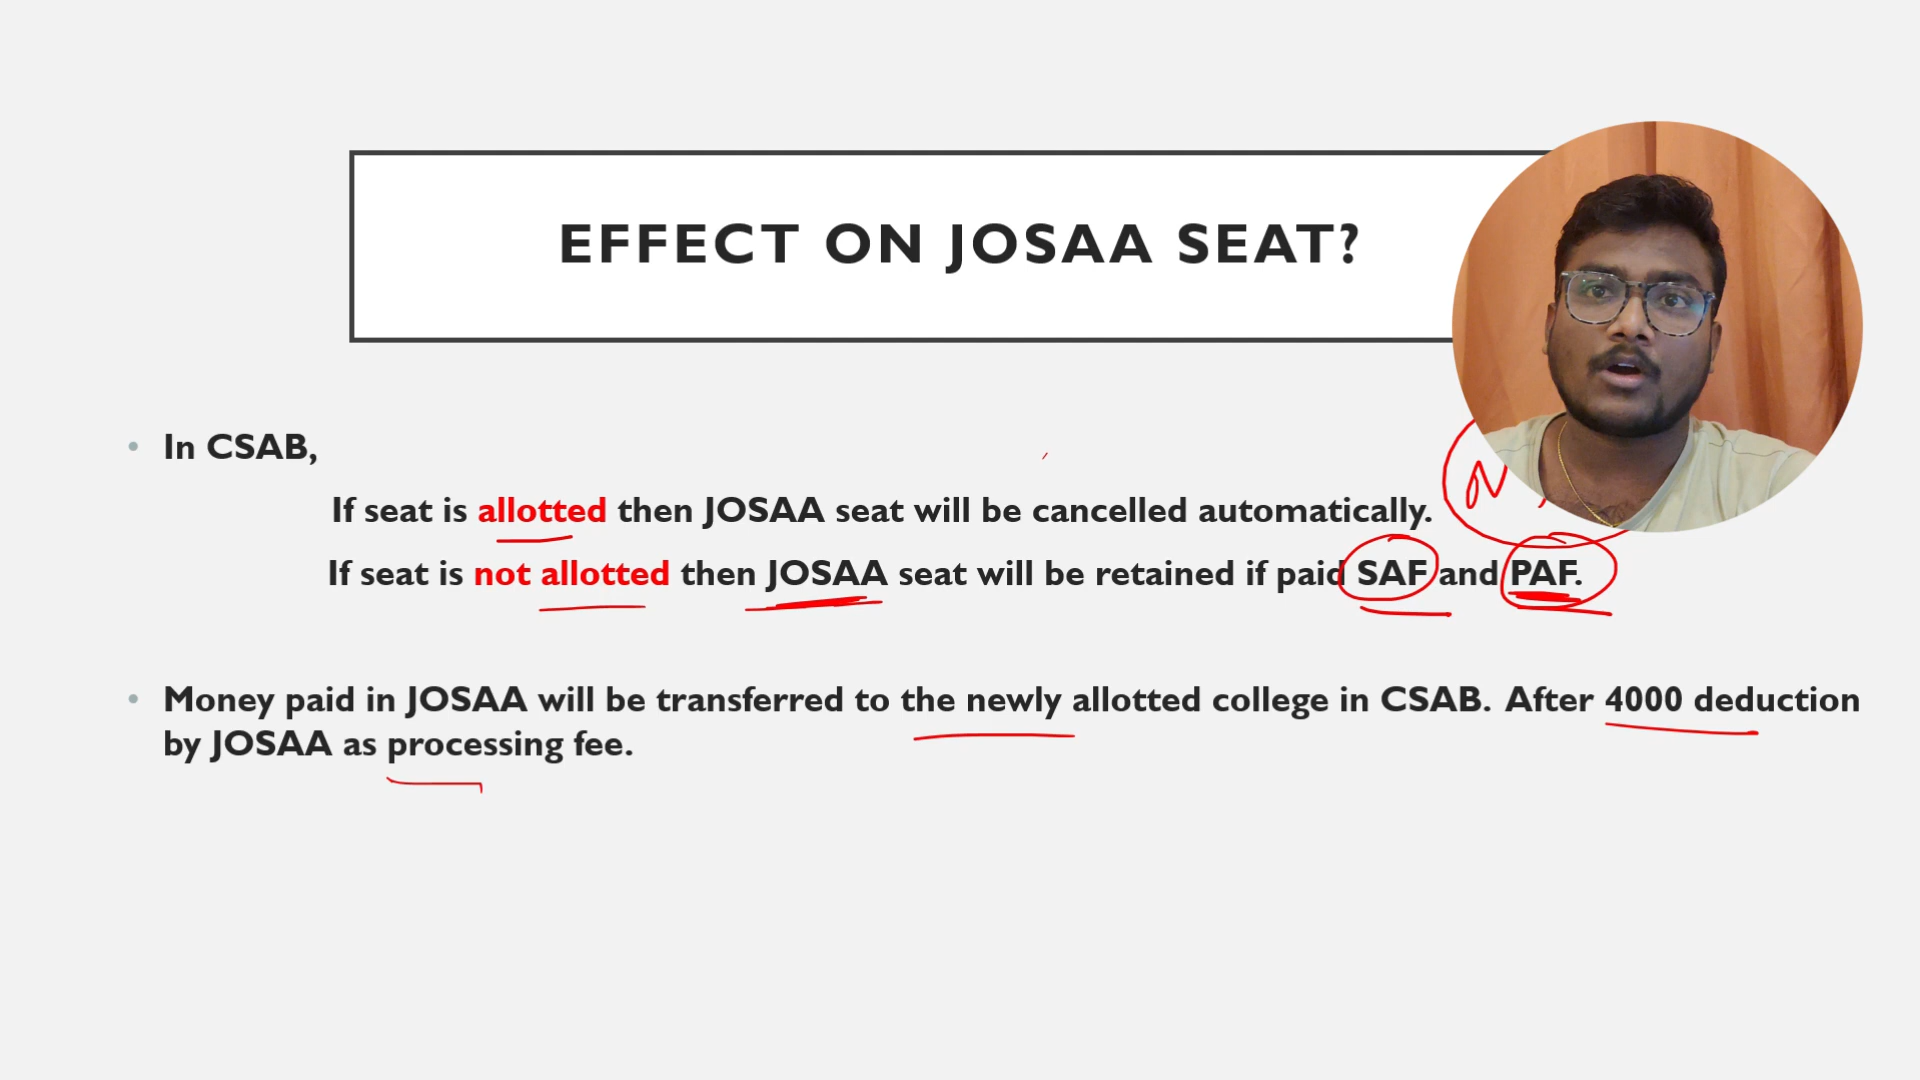 EFFECT ON JOSAA SEAT?
• In CSAB,
If seat is allotted then JOSAA seat will be cancelled automatically.
If seat is not allotted then JOSAA seat will be retained if paid SAF and PAF.
• Money paid in JOSAA will be transferred to the newly allotted college in CSAB. After 4000 deduction
by JOSAA as processing fee.